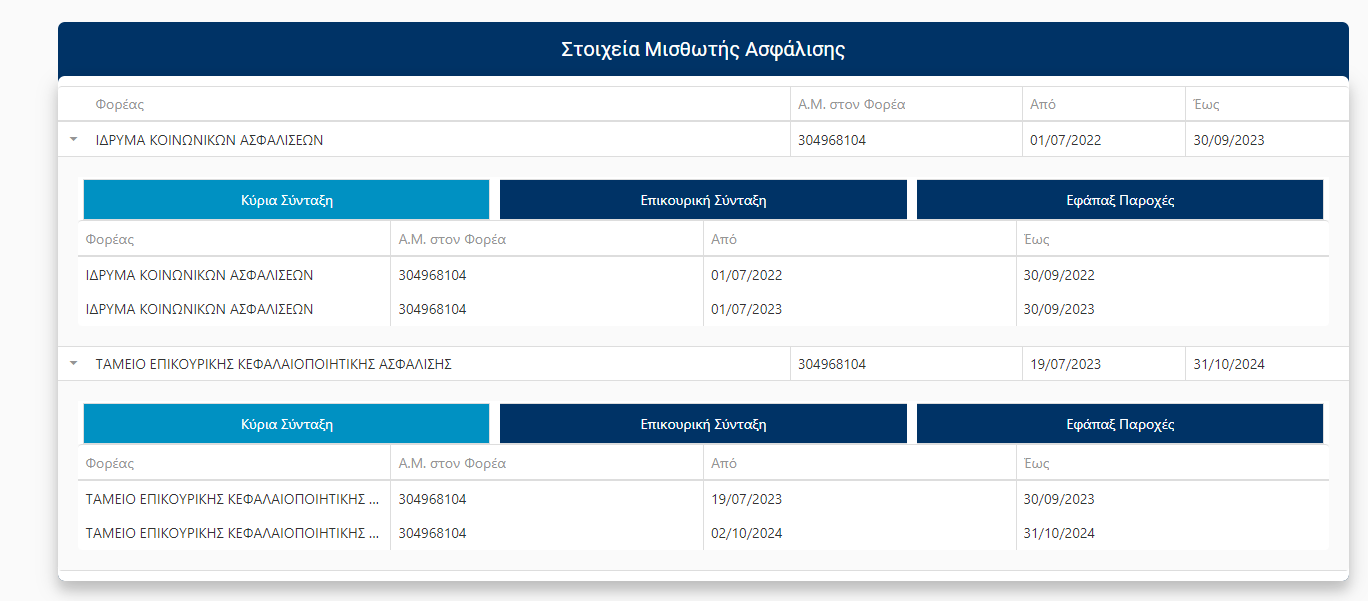 Στοιχεία Μισθωτής Ασφάλισης
Φορέας Α.Μ. στον Φορέα Από Έως
ΙΔΡΥΜΑ ΚΟΙΝΩΝΙΚΩΝ ΑΣΦΑΛΙΣΕΩΝ 304968104 01/07/2022 30/09/2023
Κύρια Σύνταξη Επικουρική Σύνταξη Εφάπαξ Παροχές
Φορέας Α.Μ. στον Φορέα Από Έως
ΙΔΡΥΜΑ ΚΟΙΝΩΝΙΚΩΝ ΑΣΦΑΛΙΣΕΩΝ 304968104 01/07/2022 30/09/2022
ΙΔΡΥΜΑ ΚΟΙΝΩΝΙΚΩΝ ΑΣΦΑΛΙΣΕΩΝ 304968104 01/07/2023 30/09/2023
ΤΑΜΕΙΟ ΕΠΙΚΟΥΡΙΚΗΣ ΚΕΦΑΛΑΙΟΠΟΙΗΤΙΚΗΣ ΑΣΦΑΛΙΣΗΣ 304968104 19/07/2023 31/10/2024
Κύρια Σύνταξη Επικουρική Σύνταξη Εφάπαξ Παροχές
Φορέας Α.Μ. στον Φορέα Από Έως
ΤΑΜΕΙΟ ΕΠΙΚΟΥΡΙΚΗΣ ΚΕΦΑΛΑΙΟΠΟΙΗΤΙΚΗΣ ... 304968104 19/07/2023 30/09/2023
ΤΑΜΕΙΟ ΕΠΙΚΟΥΡΙΚΗΣ ΚΕΦΑΛΑΙΟΠΟΙΗΤΙΚΗΣ ... 304968104 02/10/2024 31/10/2024